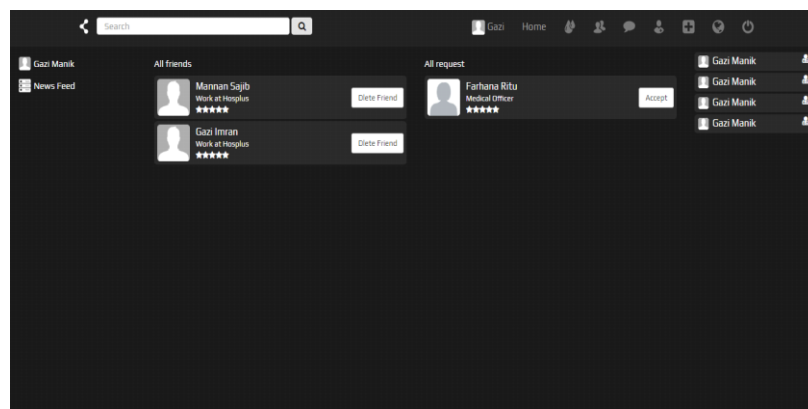 Search
Gazi
Home
Gazi Manik
News Feed
All friends
Mannan Sajib
Work at Hosplus
Dlete Friend
Gazi Imran
Work at Hosplus
Dlete Friend
All request
Farhana Ritu
Medical Officer
Accept
Gazi Manik
Gazi Manik
Gazi Manik
Gazi Manik